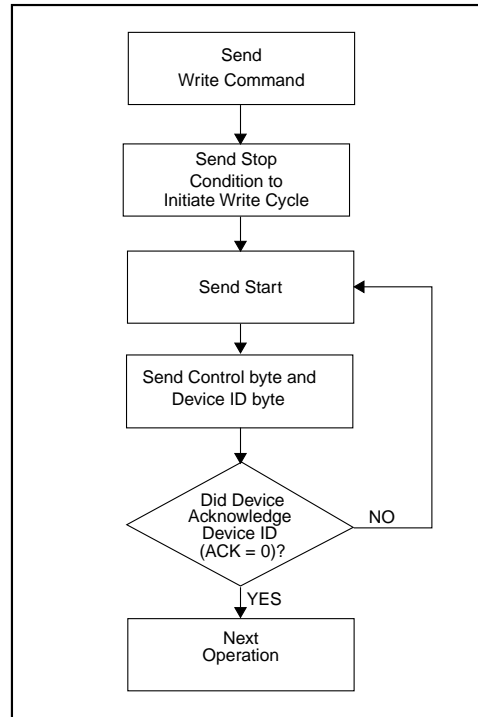 Send
Write Command
Send Stop
Condition to
Initiate Write Cycle
Send Start
Send Control byte and
Device ID byte
Did Device
Acknowledge
Device ID
(ACK = 0)?
NO
YES
Next
Operation